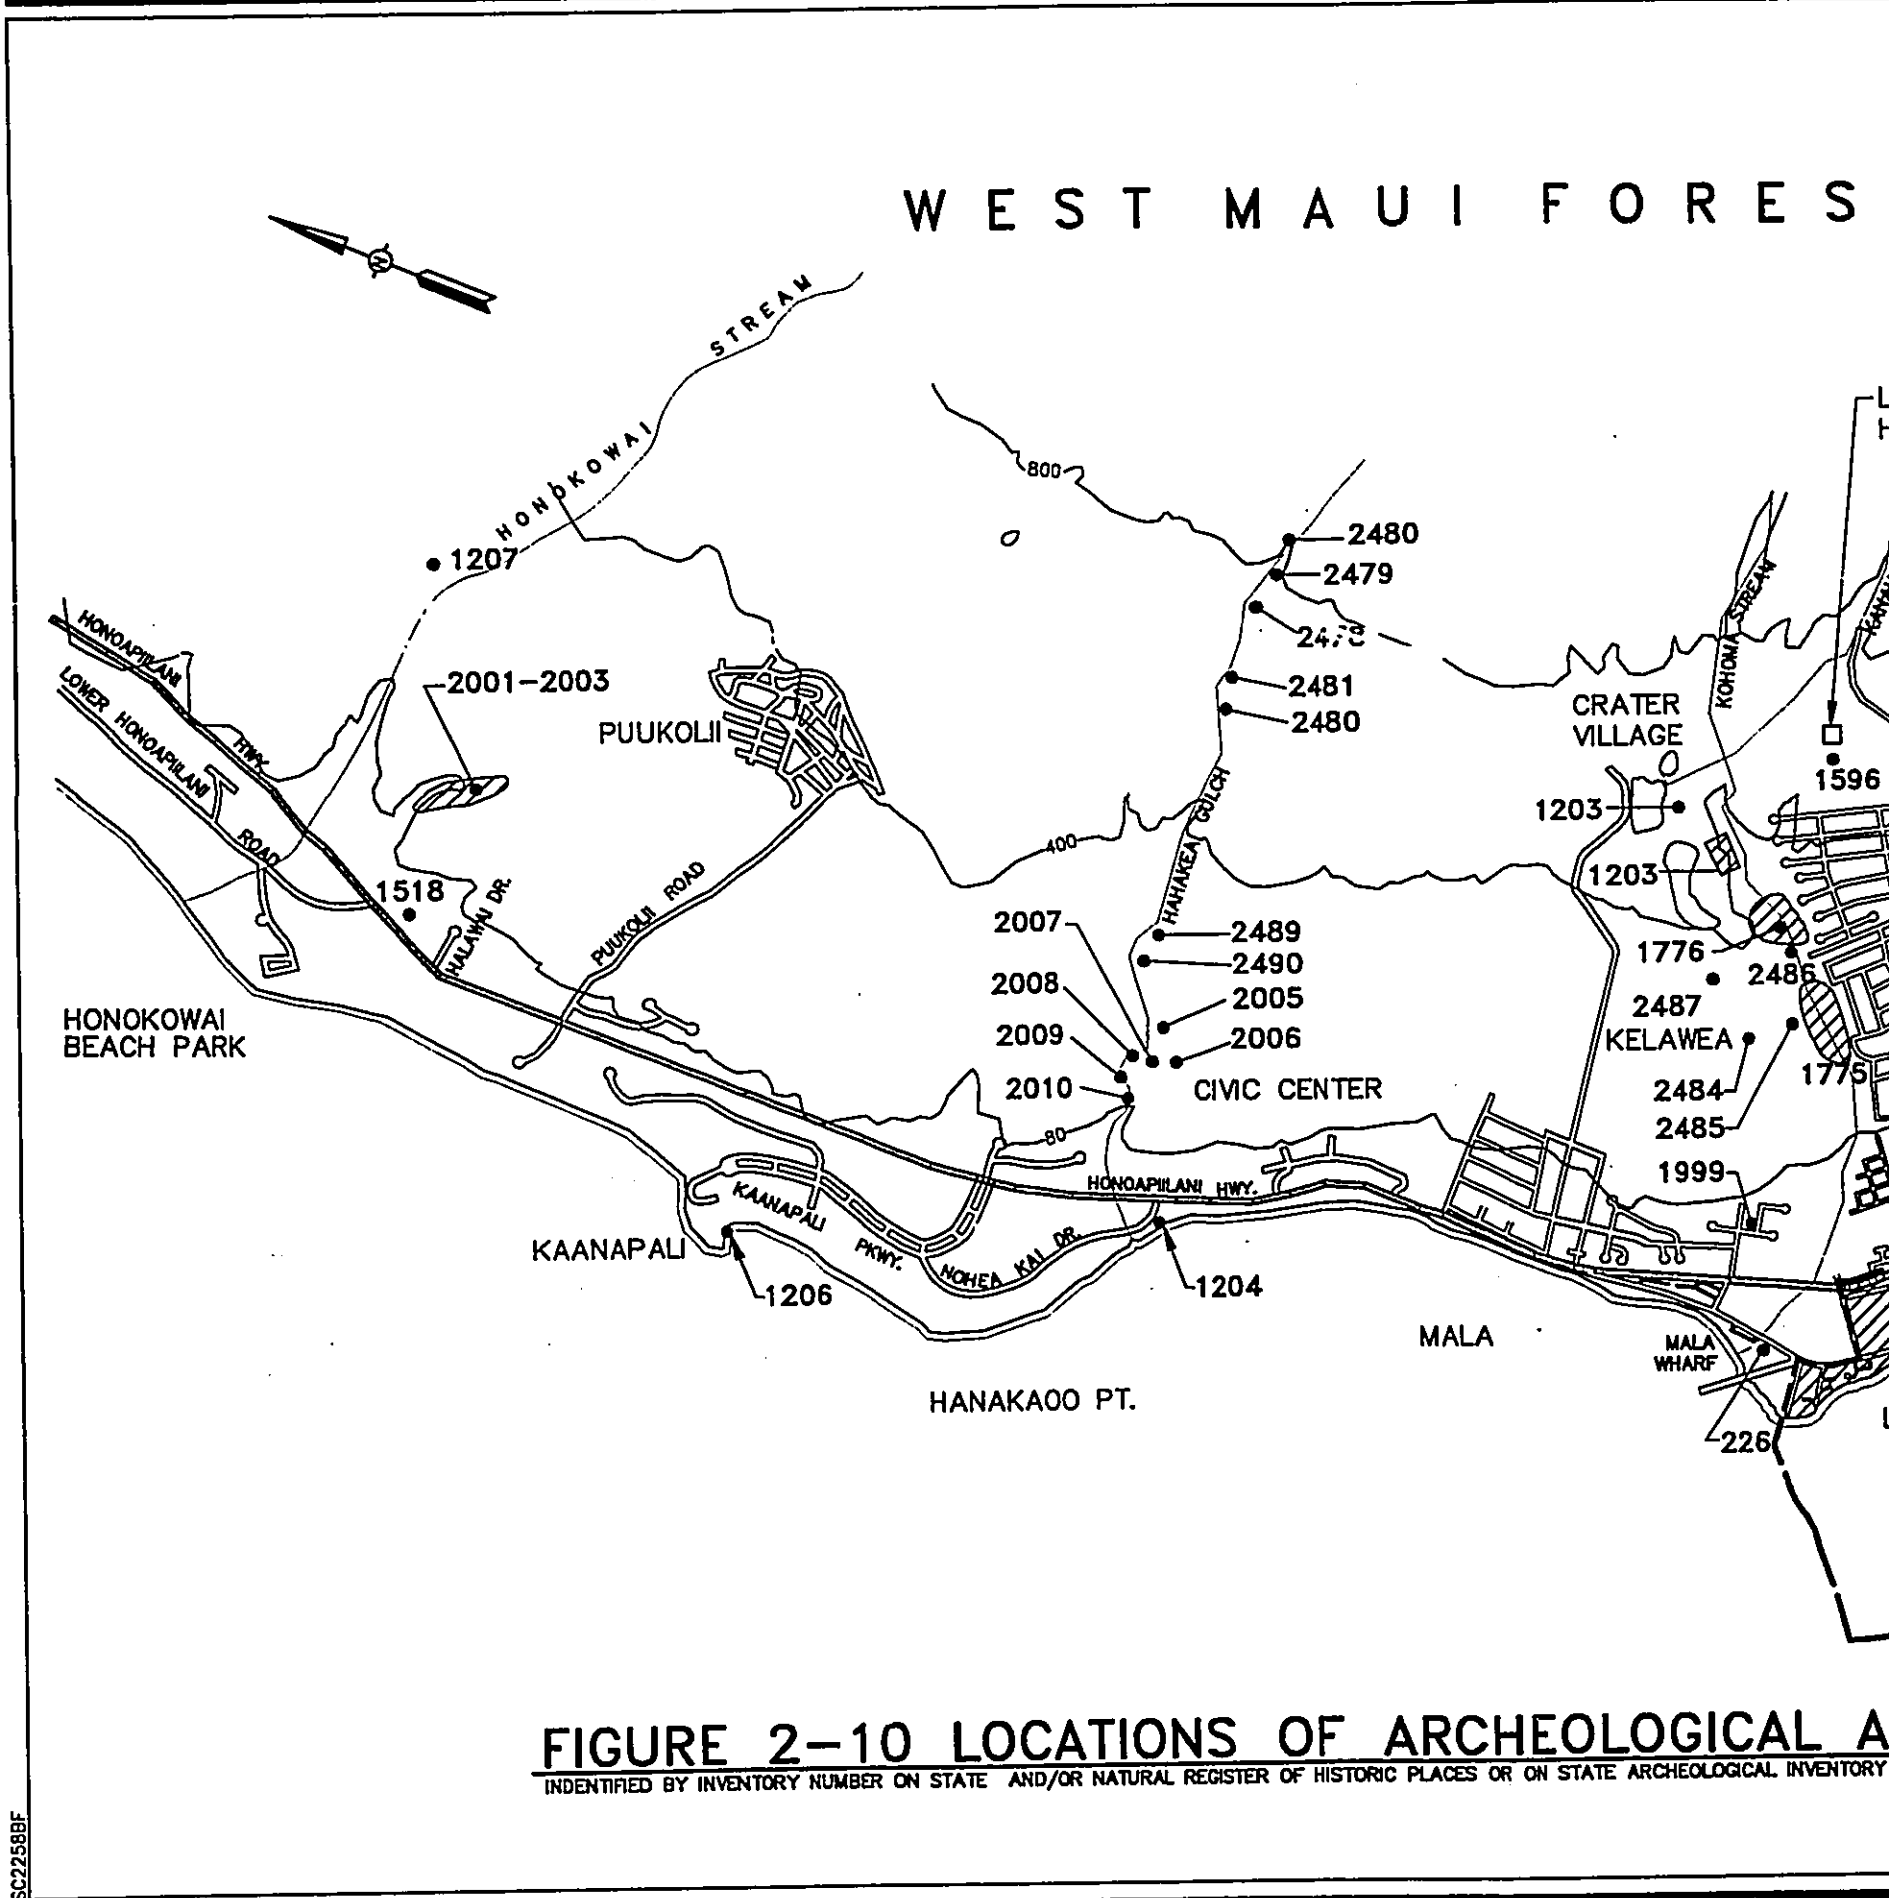 WEST MAUI FORES
N
HONOKOWAI STREAM
800
2480
2479
1207
HONOAPIILANI HWY.
LOWER HONOAPIILANI ROAD
2001-2003
PUUKOLII
2481
2480
KOHOMA STREAM
CRATER
VILLAGE
1596
1203
400
HAHAKEA GULCH
1203
1518
HALAWAI DR.
PUUKOLII ROAD
2007
2489
2490
1776
2486
2008
2005
2487
HONOKOWAI
BEACH PARK
2009
2006
KELAWEA
2010
CIVIC CENTER
1775
2484
2485
80
1999
HONOAPIILANI HWY.
KAANAPALI PKWY.
KAANAPALI
NOHEA KAI DR.
1206
1204
MALA
MALA
WHARF
HANAKAOO PT.
226
FIGURE 2-10 LOCATIONS OF ARCHEOLOGICAL A
INDENTIFIED BY INVENTORY NUMBER ON STATE AND/OR NATURAL REGISTER OF HISTORIC PLACES OR ON STATE ARCHEOLOGICAL INVENTORY
SC2258BF